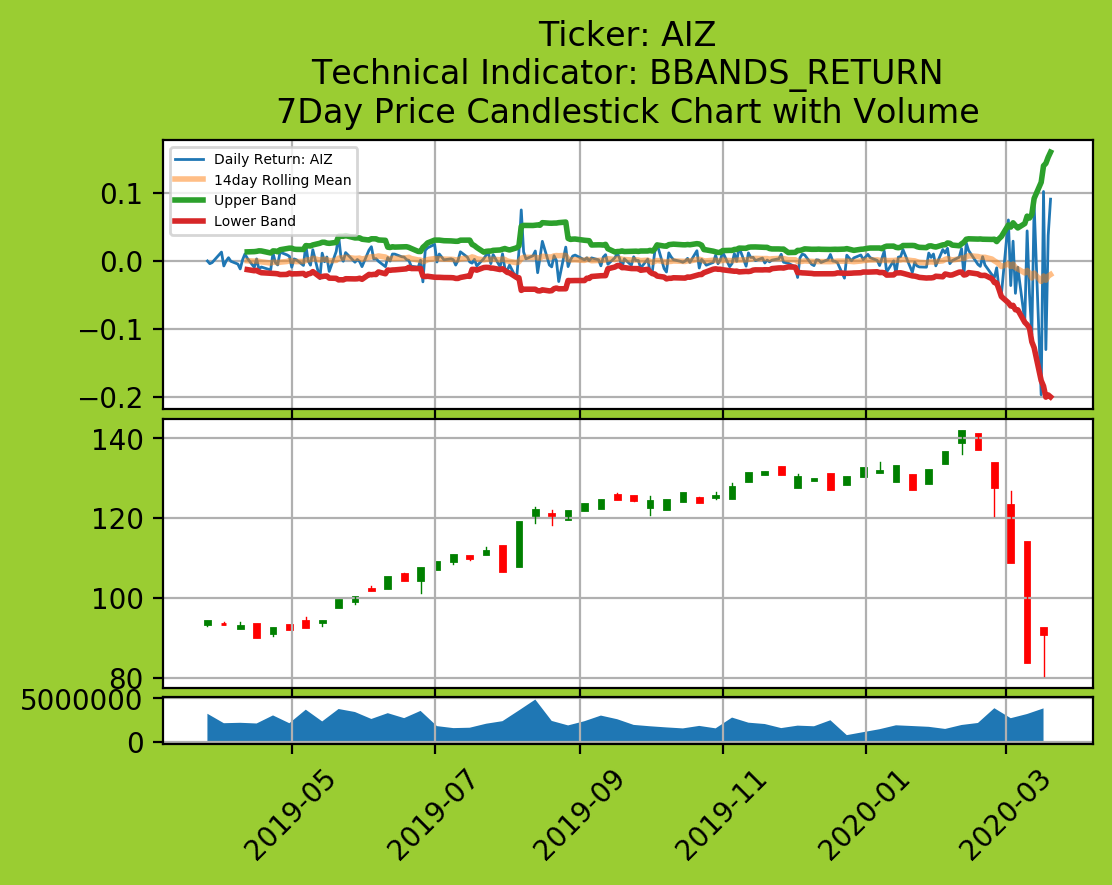 Ticker: AIZ
Technical Indicator: BBANDS_RETURN
7Day Price Candlestick Chart with Volume
Daily Return: AIZ
14day Rolling Mean
Upper Band
Lower Band
0.1
0.0
−0.1
−0.2
140
120
100
80
5000000
0
2019-05
2019-07
2019-09
2019-11
2020-01
2020-03